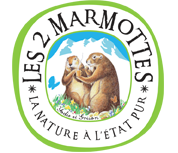 LES 2 MARMOTTES
LA NATURE À L'ÉTAT PUR